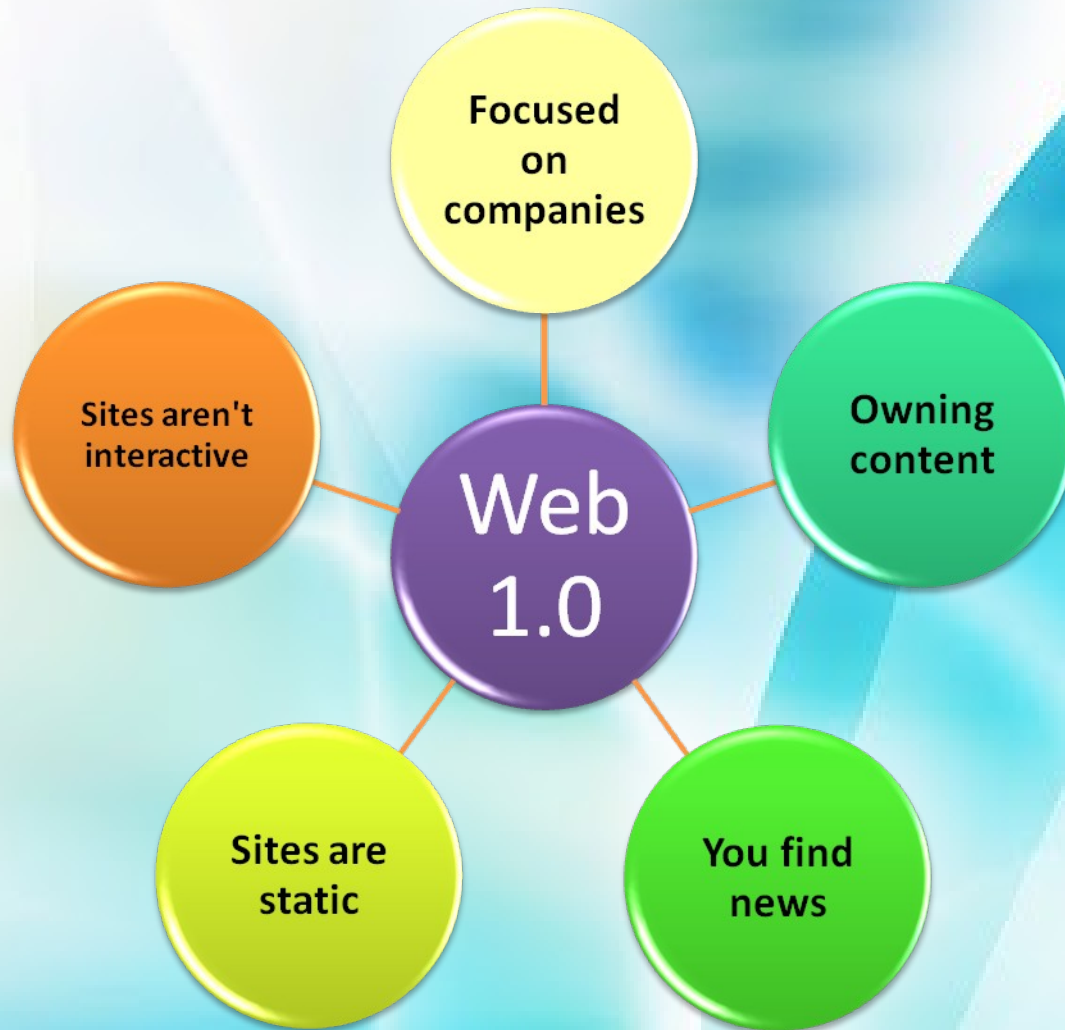 Focused
on
companies
Sites aren't
interactive
Owning
content
Web
1.0
Sites are
static
You find
news